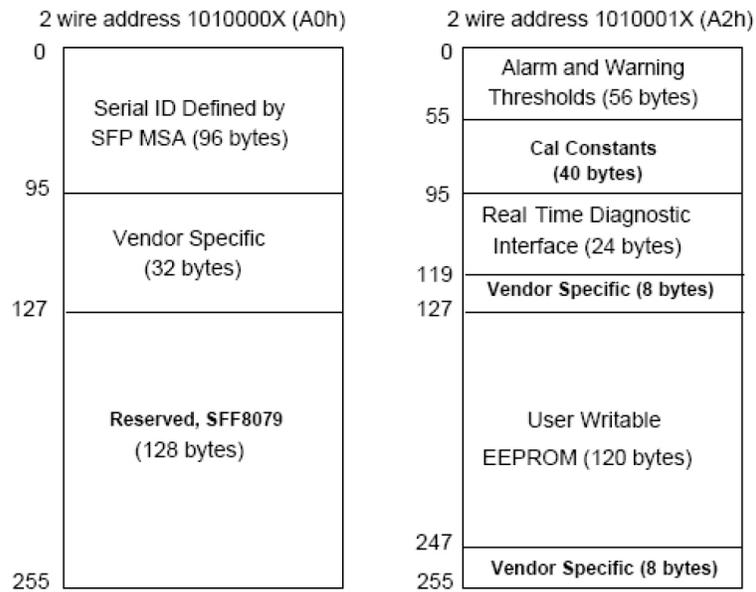 2 wire address 1010000X (A0h)
0
Serial ID Defined by
SFP MSA (96 bytes)
95
Vendor Specific
(32 bytes)
127
Reserved, SFF8079
(128 bytes)
255
2 wire address 1010001X (A2h)
0
Alarm and Warning
Thresholds (56 bytes)
55
Cal Constants
(40 bytes)
95
Real Time Diagnostic
Interface (24 bytes)
119
Vendor Specific (8 bytes)
127
User Writable
EEPROM (120 bytes)
247
Vendor Specific (8 bytes)
255